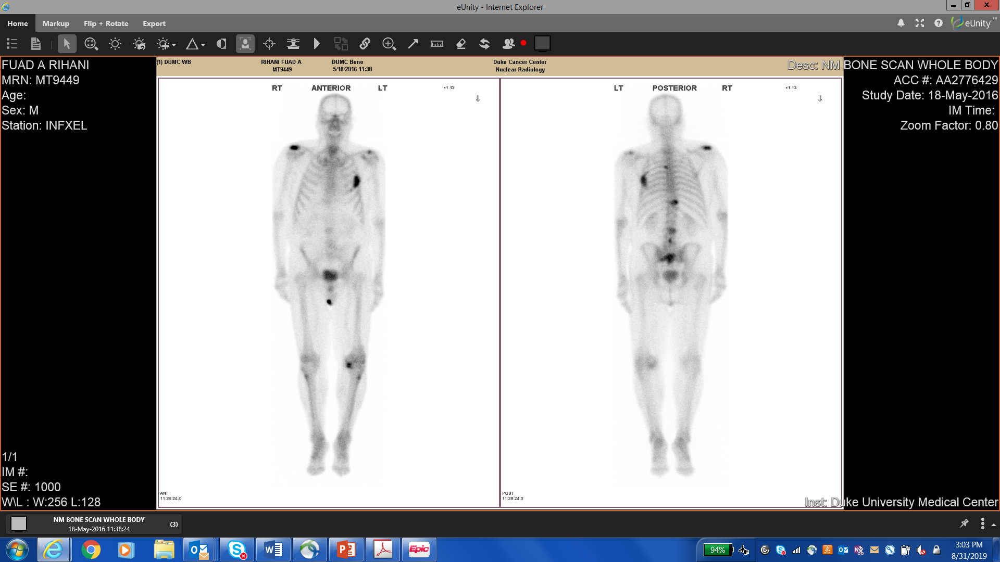 eUnity - Internet Explorer
Home Markup Flip + Rotate Export
eUnity™
FUAD A RIHANI
MRN: MT9449
Age:
Sex: M
Station: INFXEL
(1) DUMC WB RIHANI FUAD A DUMC Bone Duke Cancer Center
MT9449 5/18/2016 11:38 Nuclear Radiology
Desc: NM BONE SCAN WHOLE BODY
ACC #: AA2776429
Study Date: 18-May-2016
IM Time:
Zoom Factor: 0.80
RT ANTERIOR LT ×1.13
LT POSTERIOR RT ×1.13
1/1
IM #:
SE #: 1000
W\L : W:256 L:128
ANT
11:38:24.0
POST
11:38:24.0
Inst: Duke University Medical Center
NM BONE SCAN WHOLE BODY (3)
18-May-2016 11:38:24
Epic
94%
3:03 PM
8/31/2019